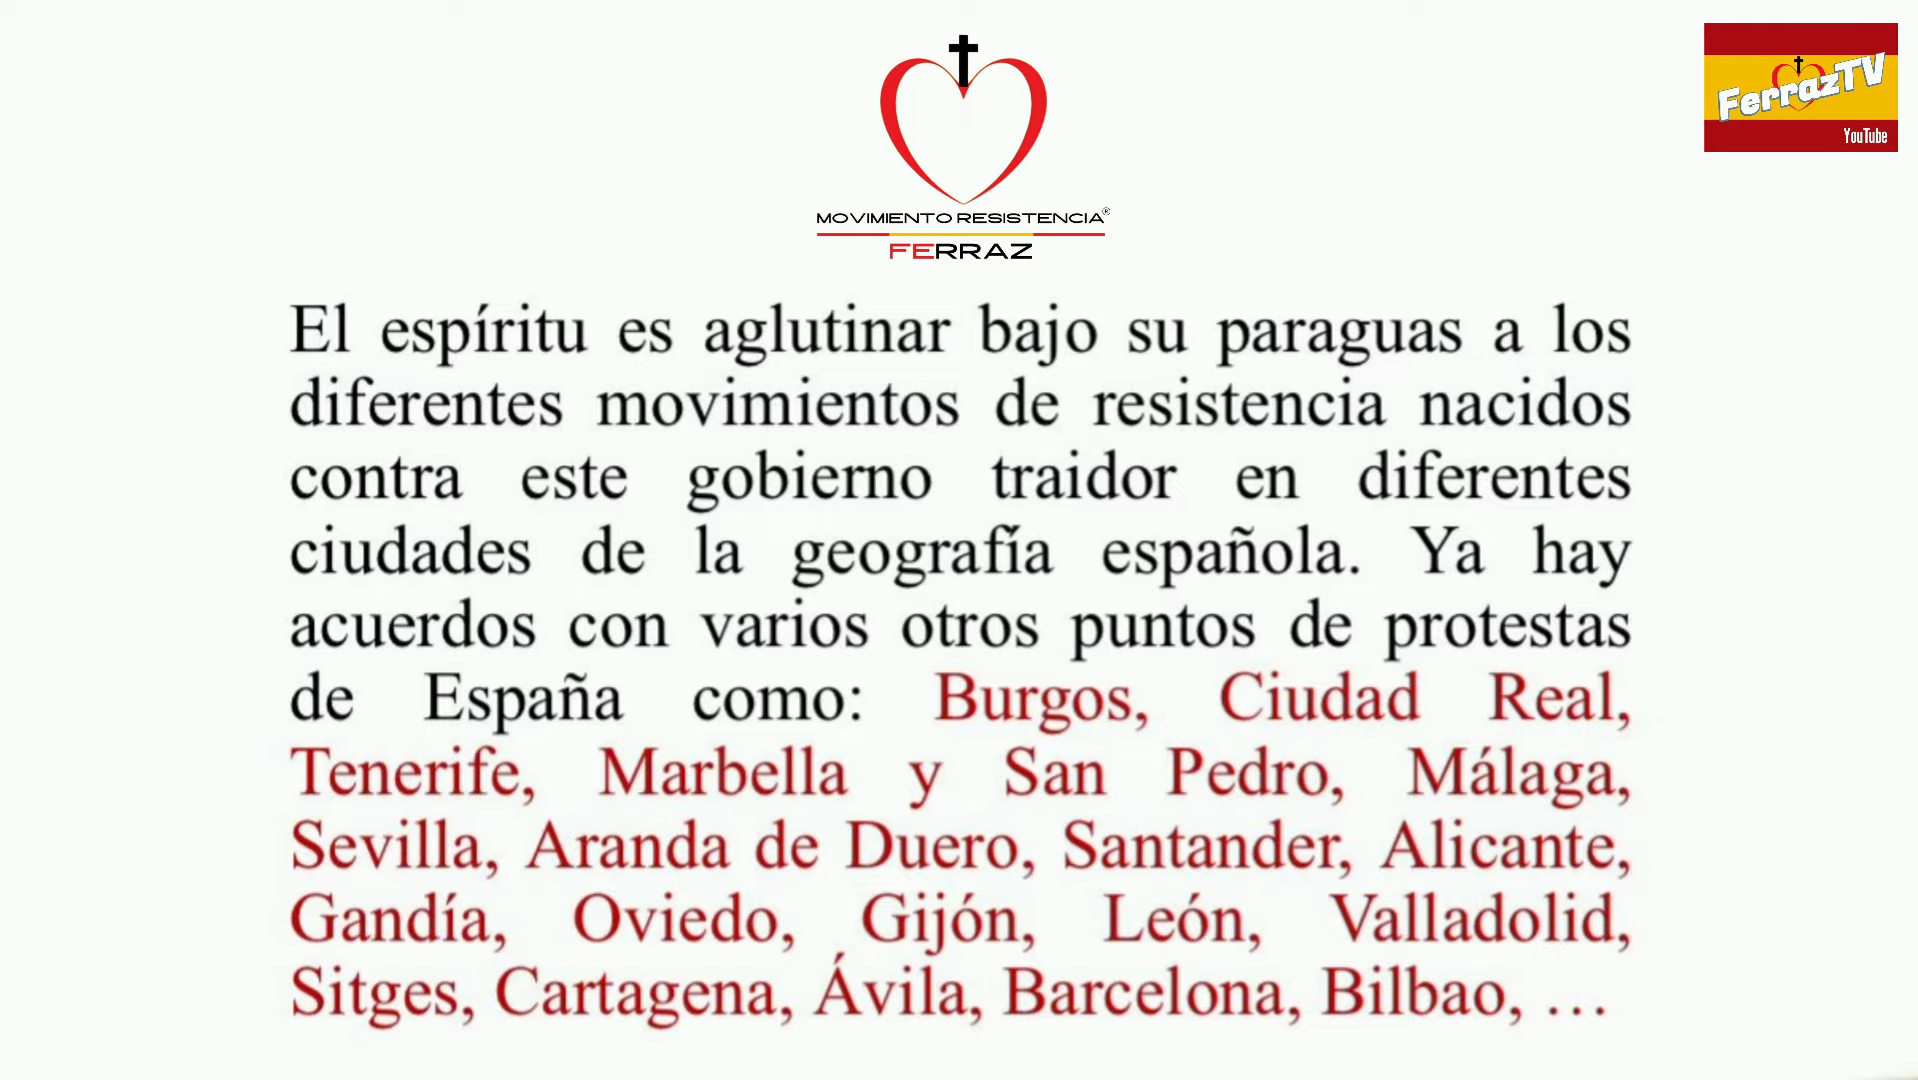 FerrazTV
YouTube
MOVIMIENTO RESISTENCIA®
FERRAZ
El espíritu es aglutinar bajo su paraguas a los
diferentes movimientos de resistencia nacidos
contra este gobierno traidor en diferentes
ciudades de la geografía española. Ya hay
acuerdos con varios otros puntos de protestas
de España como: Burgos, Ciudad Real,
Tenerife, Marbella y San Pedro, Málaga,
Sevilla, Aranda de Duero, Santander, Alicante,
Gandía, Oviedo, Gijón, León, Valladolid,
Sitges, Cartagena, Ávila, Barcelona, Bilbao, …